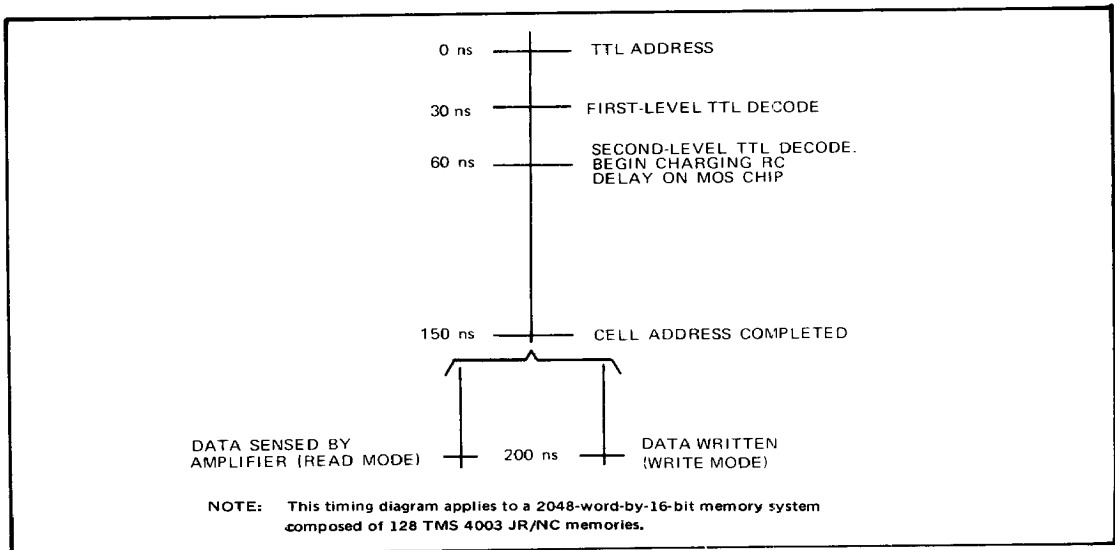 0 ns TTL ADDRESS
30 ns FIRST-LEVEL TTL DECODE
60 ns SECOND-LEVEL TTL DECODE.
BEGIN CHARGING RC
DELAY ON MOS CHIP
150 ns CELL ADDRESS COMPLETED
DATA SENSED BY
AMPLIFIER (READ MODE)
200 ns
DATA WRITTEN
(WRITE MODE)
NOTE: This timing diagram applies to a 2048-word-by-16-bit memory system
composed of 128 TMS 4003 JR/NC memories.